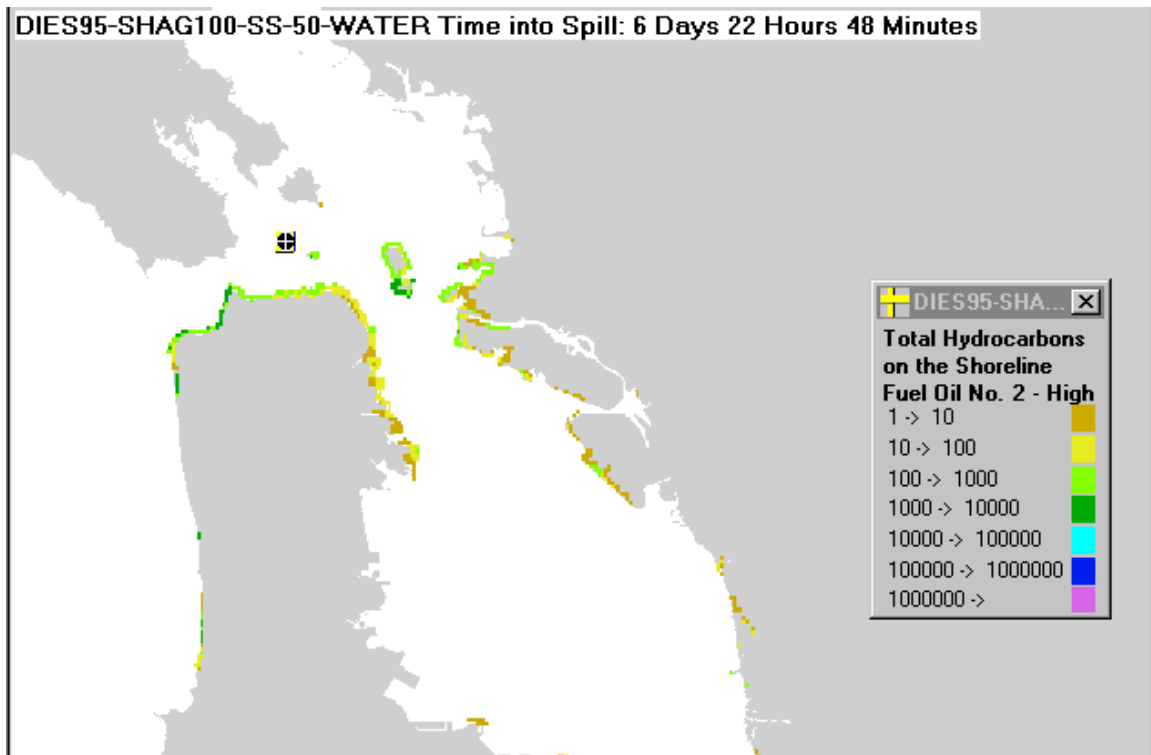 DIES95-SHAG100-SS-50-WATER Time into Spill: 6 Days 22 Hours 48 Minutes
DIES95-SHA...
Total Hydrocarbons
on the Shoreline
Fuel Oil No. 2 - High
1 -> 10
10 -> 100
100 -> 1000
1000 -> 10000
10000 -> 100000
100000 -> 1000000
1000000 ->